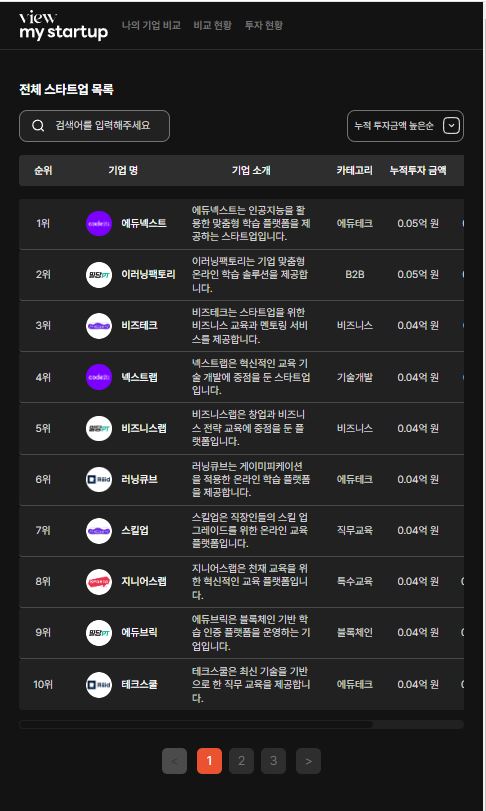 view
my startup
나의 기업 비교 비교 현황 투자 현황
전체 스타트업 목록
검색어를 입력해주세요 누적 투자금액 높은순
순위 기업 명 기업 소개 카테고리 누적투자 금액
에듀넥스트는 인공지능을 활
1위 에듀넥스트 용한 맞춤형 학습 플랫폼을 제 에듀테크 0.05억 원
공하는 스타트업입니다.
이러닝팩토리는 기업 맞춤형
2위 밀당PT 이러닝팩토리 온라인 학습 솔루션을 제공합 B2B 0.05억 원
니다.
비즈테크는 스타트업을 위한
3위 비즈테크 비즈니스 교육과 멘토링 서비 비즈니스 0.04억 원
스를 제공합니다.
넥스트랩은 혁신적인 교육 기
4위 넥스트랩 술 개발에 중점을 둔 스타트업 기술개발 0.04억 원
입니다.
비즈니스랩은 창업과 비즈니
5위 밀당PT 비즈니스랩 스 전략 교육에 중점을 둔 플 비즈니스 0.04억 원
랫폼입니다.
러닝큐브는 게이미피케이션
6위 Riiid 러닝큐브 을 적용한 온라인 학습 플랫폼 에듀테크 0.04억 원
을 제공합니다.
스킬업은 직장인들의 스킬 업
7위 스킬업 그레이드를 위한 온라인 교육 직무교육 0.04억 원
플랫폼입니다.
지니어스랩은 천재 교육을 위
8위 지니어스랩 한 혁신적인 교육 플랫폼입니 특수교육 0.04억 원
다.
에듀브릭은 블록체인 기반 학
9위 밀당PT 에듀브릭 습 인증 플랫폼을 운영하는 기 블록체인 0.04억 원
업입니다.
테크스쿨은 최신 기술을 기반
10위 Riiid 테크스쿨 으로 한 직무 교육을 제공합니 에듀테크 0.04억 원
다.
< 1 2 3 >